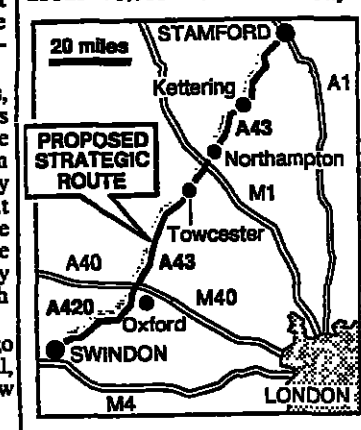 20 miles
STAMFORD
Kettering
A1
A43
PROPOSED
STRATEGIC
ROUTE
Northampton
M1
Towcester
A40
A43
M40
A420
Oxford
SWINDON
LONDON
M4